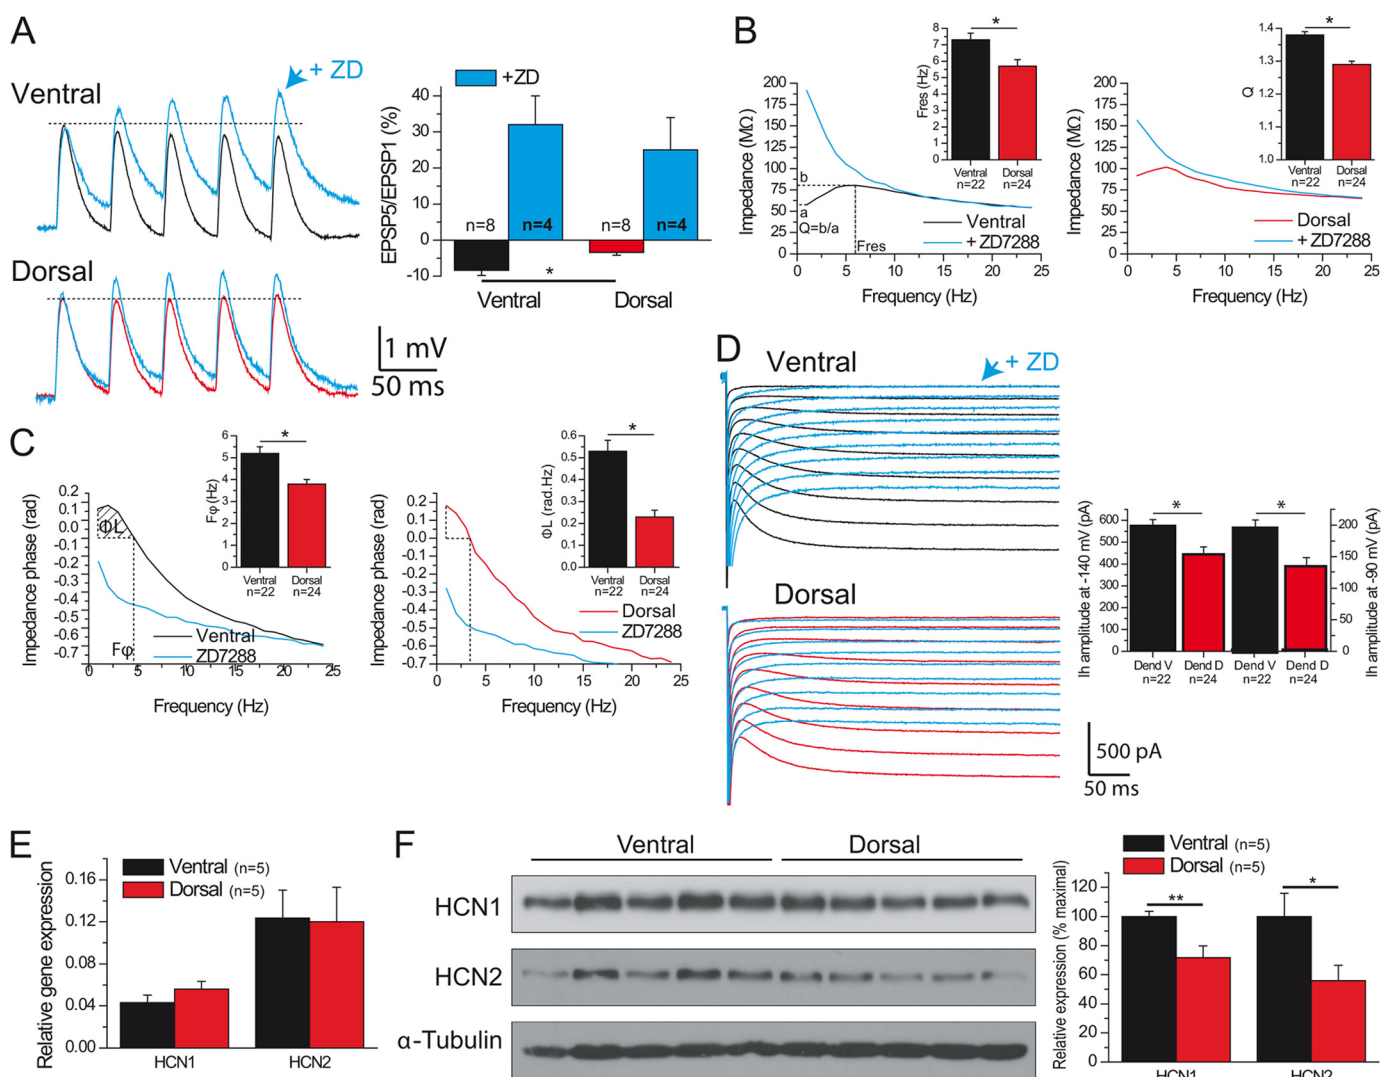 A
Ventral
+ ZD
Dorsal
1 mV
50 ms
+ZD
EPSP5/EPSP1 (%)
40
30
20
10
0
-10
n=8
n=4
n=8
n=4
*
Ventral
Dorsal
B
Impedance (MΩ)
200
175
150
125
100
75
50
25
0
b
a
Q=b/a
Fres
Ventral
+ ZD7288
0
5
10
15
20
25
Frequency (Hz)
Fres (Hz)
8
7
6
5
4
3
2
1
0
*
Ventral
n=22
Dorsal
n=24
Impedance (MΩ)
200
175
150
125
100
75
50
25
0
Dorsal
+ ZD7288
0
5
10
15
20
25
Frequency (Hz)
Q
1.4
1.3
1.2
1.1
1.0
*
Ventral
n=22
Dorsal
n=24
C
Impedance phase (rad)
0.2
0.1
0.0
-0.1
-0.2
-0.3
-0.4
-0.5
-0.6
-0.7
ΦL
Fφ
Ventral
ZD7288
0
5
10
15
20
25
Frequency (Hz)
Fφ (Hz)
6
5
4
3
2
1
0
*
Ventral
n=22
Dorsal
n=24
Impedance phase (rad)
0.2
0.1
0.0
-0.1
-0.2
-0.3
-0.4
-0.5
-0.6
-0.7
Dorsal
ZD7288
0
5
10
15
20
25
Frequency (Hz)
ΦL (rad.Hz)
0.6
0.5
0.4
0.3
0.2
0.1
0.0
*
Ventral
n=22
Dorsal
n=24
D
Ventral
+ ZD
Dorsal
Ih amplitude at -140 mV (pA)
600
500
400
300
200
100
0
*
*
200
150
100
50
0
Ih amplitude at -90 mV (pA)
Dend V
n=22
Dend D
n=24
Dend V
n=22
Dend D
n=24
500 pA
50 ms
E
Ventral (n=5)
Dorsal (n=5)
Relative gene expression
0.16
0.12
0.08
0.04
0.00
HCN1
HCN2
F
Ventral
Dorsal
HCN1
HCN2
α-Tubulin
Ventral (n=5)
Dorsal (n=5)
Relative expression (% maximal)
120
100
80
60
40
20
0
**
*
HCN1
HCN2